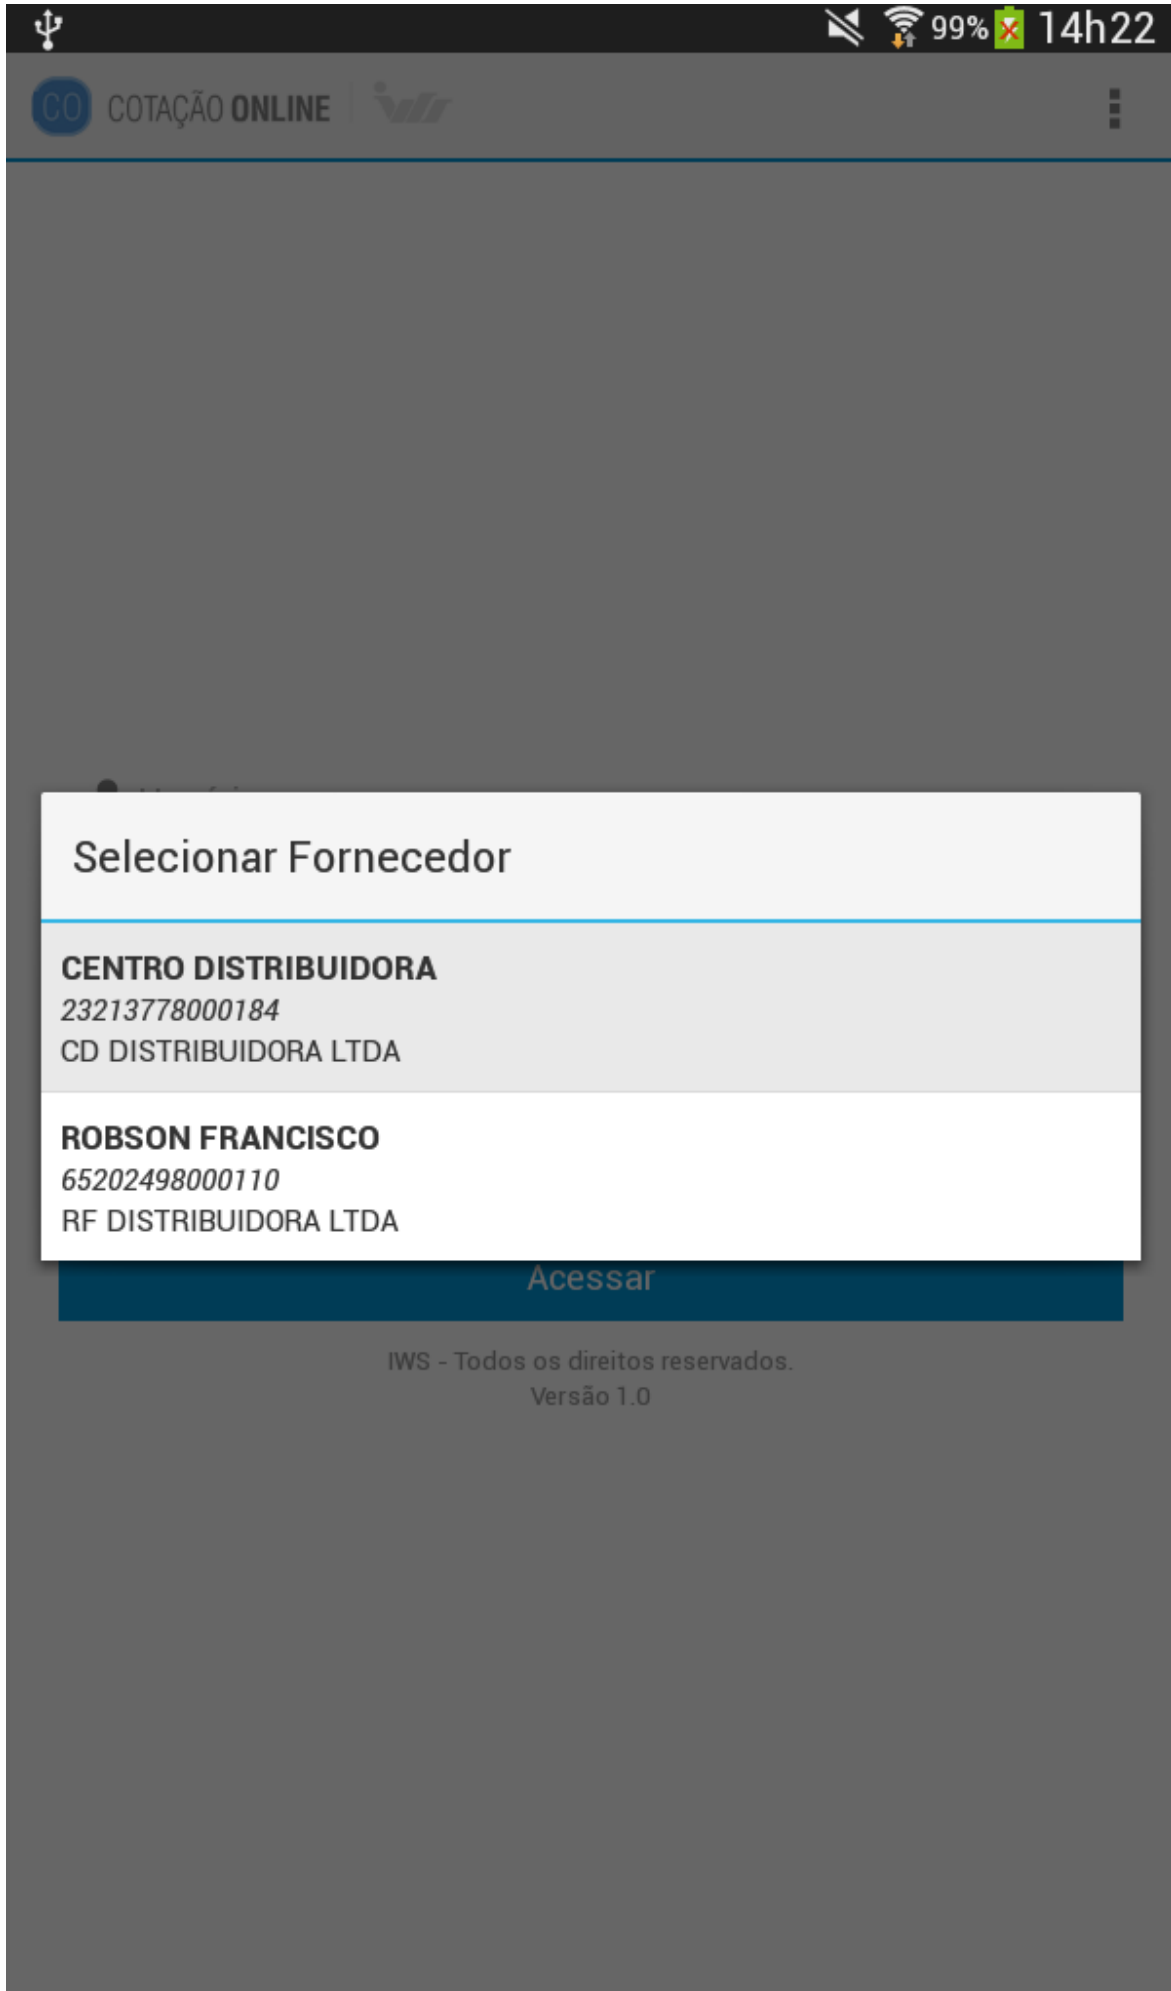 99% 14h22
CO COTAÇÃO ONLINE iws
Selecionar Fornecedor
CENTRO DISTRIBUIDORA
23213778000184
CD DISTRIBUIDORA LTDA
ROBSON FRANCISCO
65202498000110
RF DISTRIBUIDORA LTDA
Acessar
IWS - Todos os direitos reservados.
Versão 1.0